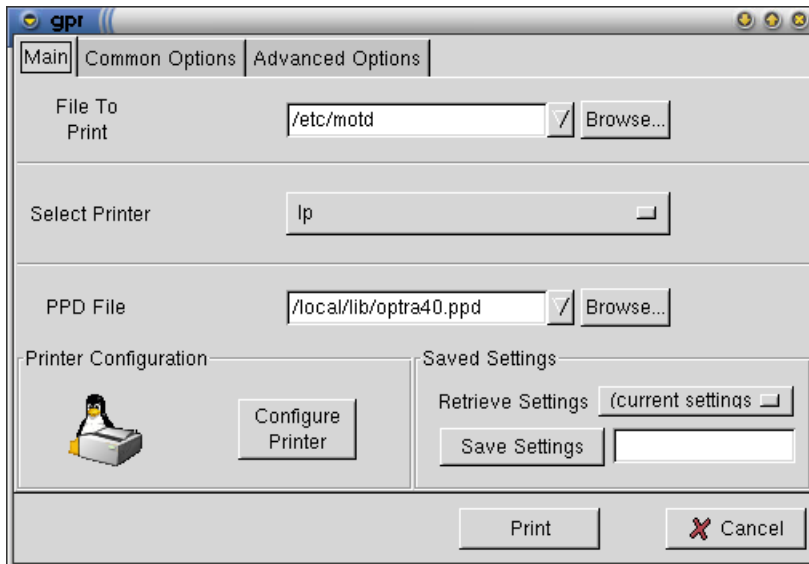 gpr
Main Common Options Advanced Options
File To
Print
/etc/motd
Browse...
Select Printer
lp
PPD File
/local/lib/optra40.ppd
Browse...
Printer Configuration
Configure
Printer
Saved Settings
Retrieve Settings (current settings
Save Settings
Print
Cancel